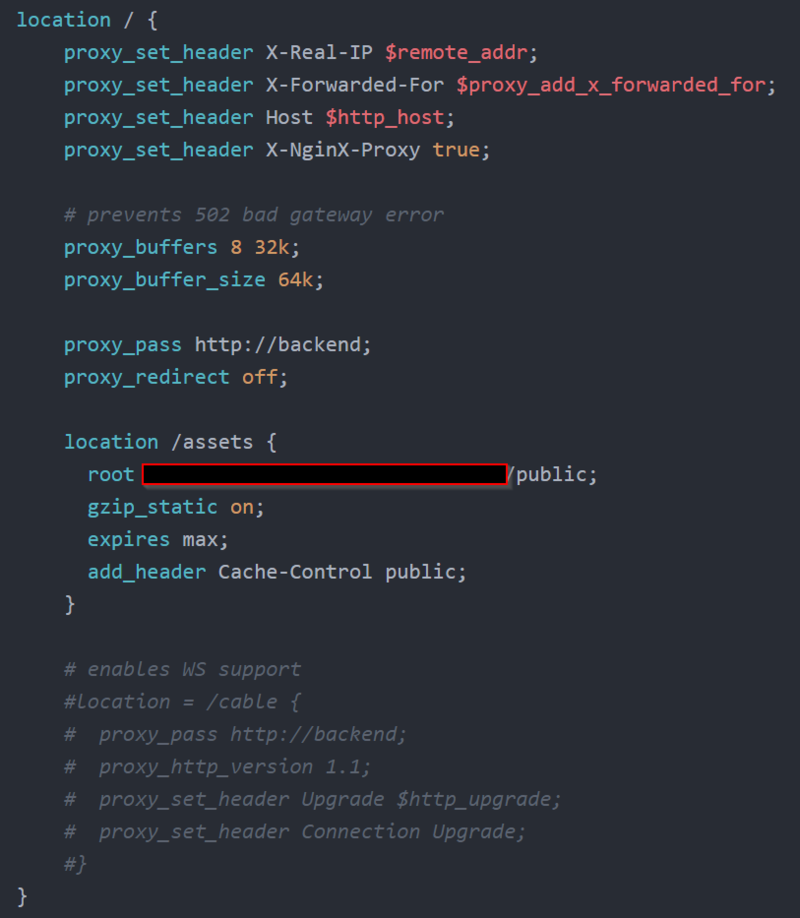 location / {
    proxy_set_header X-Real-IP $remote_addr;
    proxy_set_header X-Forwarded-For $proxy_add_x_forwarded_for;
    proxy_set_header Host $http_host;
    proxy_set_header X-NginX-Proxy true;

    # prevents 502 bad gateway error
    proxy_buffers 8 32k;
    proxy_buffer_size 64k;

    proxy_pass http://backend;
    proxy_redirect off;

    location /assets {
      root /public;
      gzip_static on;
      expires max;
      add_header Cache-Control public;
    }

    # enables WS support
    #location = /cable {
    #  proxy_pass http://backend;
    #  proxy_http_version 1.1;
    #  proxy_set_header Upgrade $http_upgrade;
    #  proxy_set_header Connection Upgrade;
    #}
}